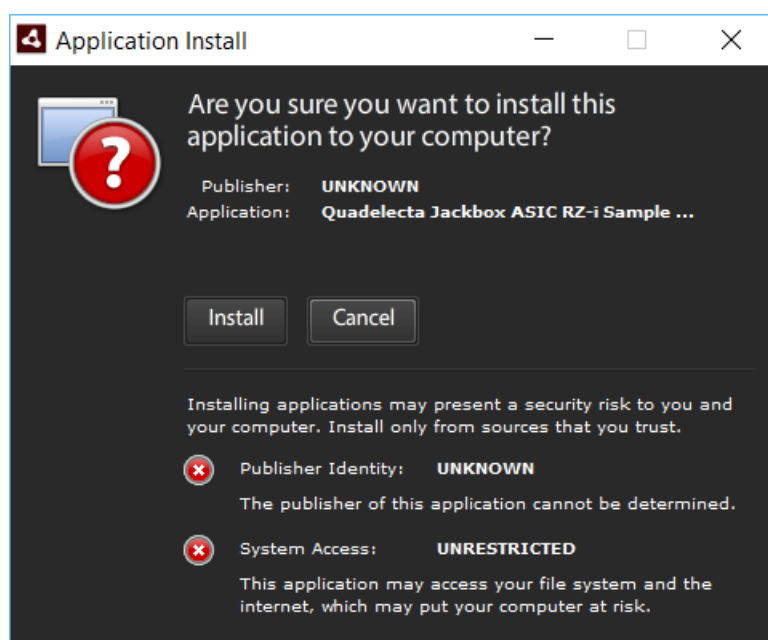 Application Install
Are you sure you want to install this
application to your computer?
Publisher: UNKNOWN
Application: Quadelecta Jackbox ASIC RZ-i Sample ...
Install Cancel
Installing applications may present a security risk to you and
your computer. Install only from sources that you trust.
Publisher Identity: UNKNOWN
The publisher of this application cannot be determined.
System Access: UNRESTRICTED
This application may access your file system and the
internet, which may put your computer at risk.